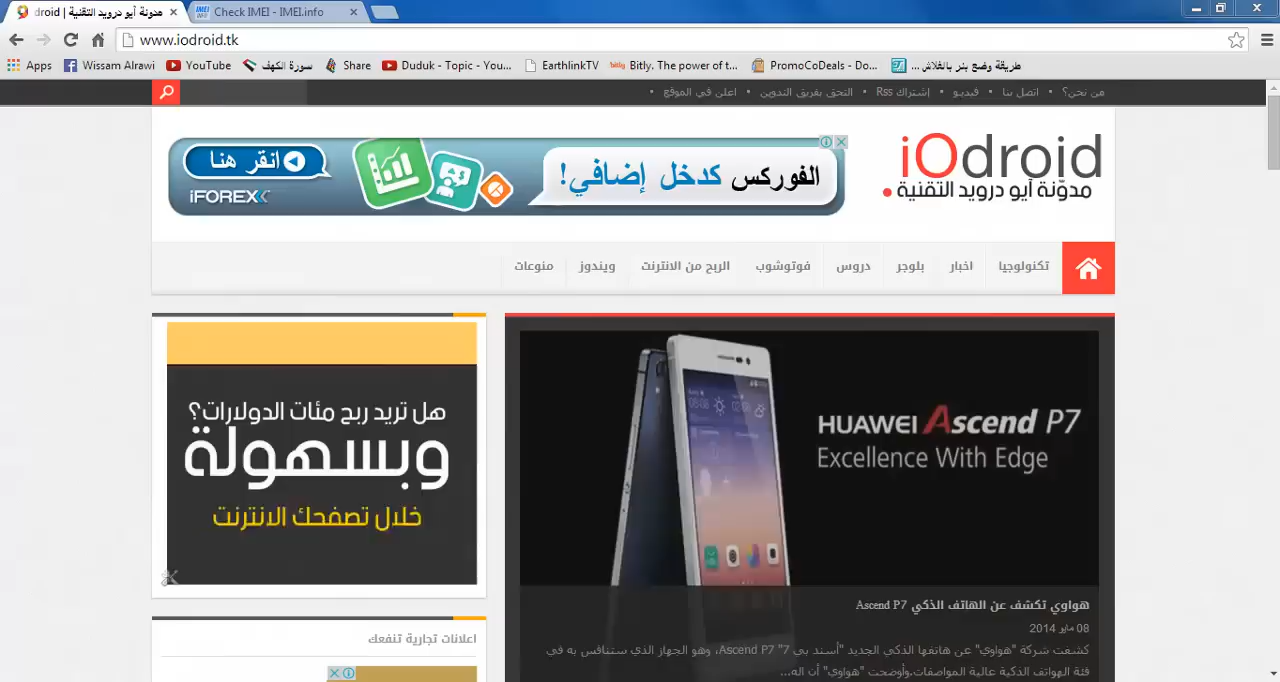 مدونة أيو درويد التقنية | droid
Check IMEI - IMEI.info
www.iodroid.tk
Apps
Wissam Alrawi
YouTube
سورة الكهف
Share
Duduk - Topic - You...
EarthlinkTV
Bitly. The power of t...
PromoCoDeals - Do...
طريقة وضع بنر بالفلاش ...
من نحن؟ • اتصل بنا • فيديو • إشتراك Rss • التحق بفريق التدوين • اعلن في الموقع •
انقر هنا
iFOREX
الفوركس كدخل إضافي!
iOdroid
مدوّنة أيو درويد التقنية
تكنولوجيا
اخبار
بلوجر
دروس
فوتوشوب
الربح من الانترنت
ويندوز
منوعات
هل تريد ربح مئات الدولارات؟
وبسهولة
خلال تصفحك الانترنت
HUAWEI Ascend P7
Excellence With Edge
هواوي تكشف عن الهاتف الذكي Ascend P7
08 مايو 2014
كشفت شركة "هواوي" عن هاتفها الذكي الجديد "أسند بي 7" Ascend P7، وهو الجهاز الذي ستنافس به في
فئة الهواتف الذكية عالية المواصفات.وأوضحت "هواوي" أن اله...
اعلانات تجارية تنفعك